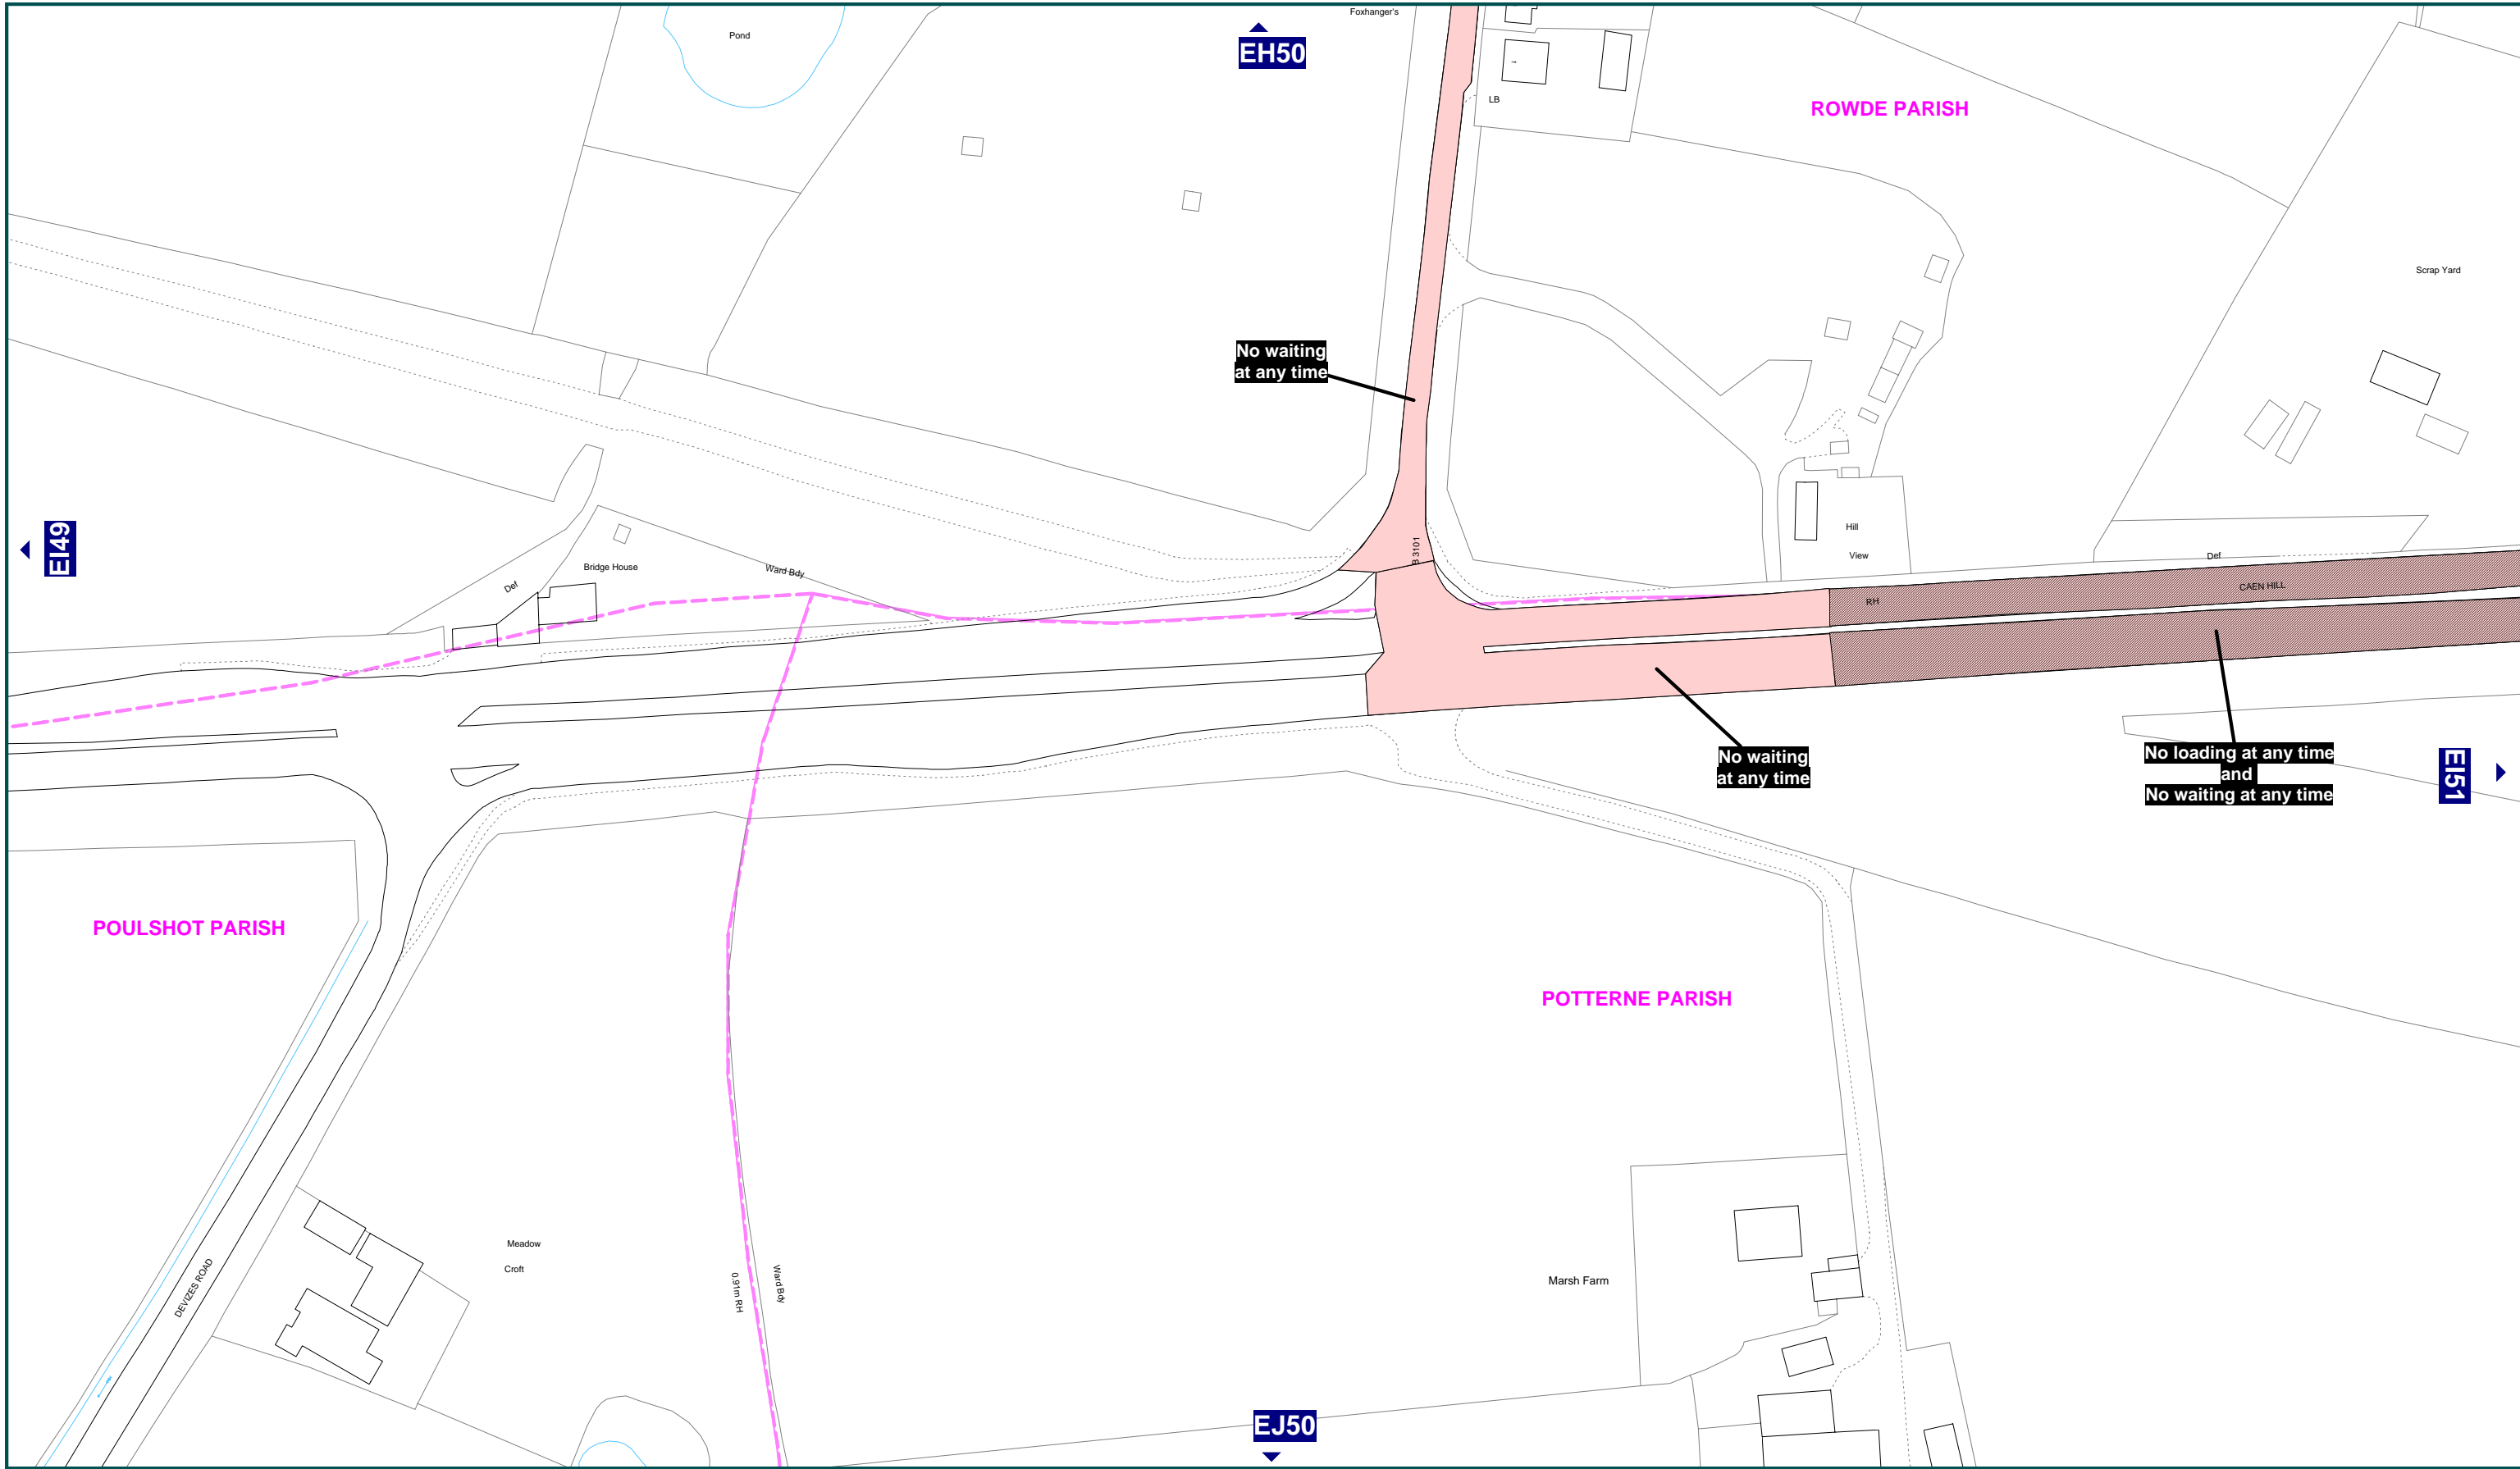 Foxhanger's
Pond
EH50
LB
ROWDE PARISH
Scrap Yard
No waiting
at any time
EI49
B 3101
Hill
View
Def
Bridge House
Ward Bdy
Def
CAEN HILL
RH
No waiting
at any time
No loading at any time
and
No waiting at any time
EI51
POULSHOT PARISH
POTTERNE PARISH
Meadow
Croft
DEVIZES ROAD
0.91m RH
Ward Bdy
Marsh Farm
EJ50